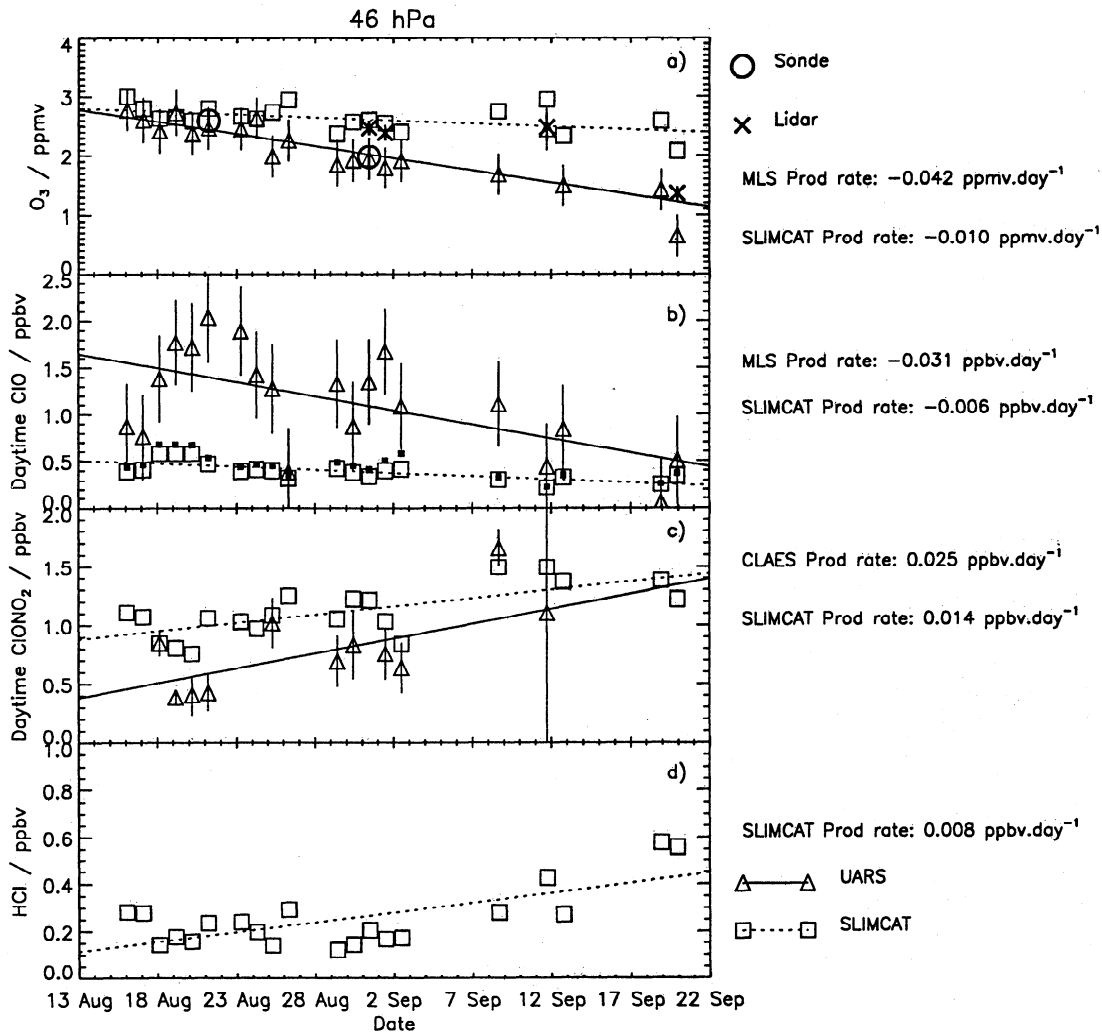 46 hPa
a)
O₃ / ppmv
4
3
2
1
0
○ Sonde
× Lidar
MLS Prod rate: −0.042 ppmv.day⁻¹
SLIMCAT Prod rate: −0.010 ppmv.day⁻¹
b)
Daytime ClO / ppbv
2.5
2.0
1.5
1.0
0.5
0.0
MLS Prod rate: −0.031 ppbv.day⁻¹
SLIMCAT Prod rate: −0.006 ppbv.day⁻¹
c)
Daytime ClONO₂ / ppbv
2.0
1.5
1.0
0.5
0.0
CLAES Prod rate: 0.025 ppbv.day⁻¹
SLIMCAT Prod rate: 0.014 ppbv.day⁻¹
d)
HCl / ppbv
1.0
0.8
0.6
0.4
0.2
0.0
SLIMCAT Prod rate: 0.008 ppbv.day⁻¹
UARS
SLIMCAT
13 Aug 18 Aug 23 Aug 28 Aug 2 Sep 7 Sep 12 Sep 17 Sep 22 Sep
Date